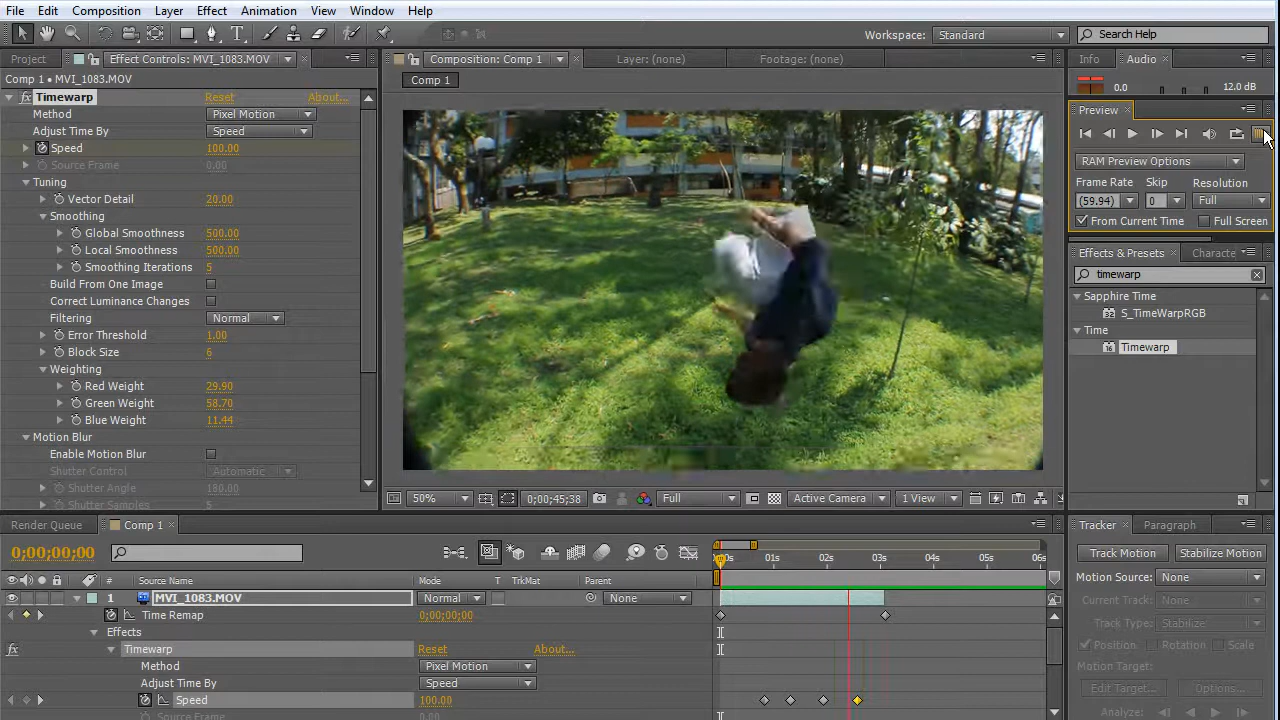 File Edit Composition Layer Effect Animation View Window Help
Workspace: Standard Search Help
Project Effect Controls: MVI_1083.MOV Composition: Comp 1 Layer: (none) Footage: (none) Info Audio
Comp 1 • MVI_1083.MOV Comp 1 0.0 12.0 dB
fx Timewarp Reset About...
Method Pixel Motion
Adjust Time By Speed
Speed 100.00
Source Frame 0.00
Tuning
Vector Detail 20.00
Smoothing
Global Smoothness 500.00
Local Smoothness 500.00
Smoothing Iterations 5
Build From One Image
Correct Luminance Changes
Filtering Normal
Error Threshold 1.00
Block Size 6
Weighting
Red Weight 29.90
Green Weight 58.70
Blue Weight 11.44
Motion Blur
Enable Motion Blur
Shutter Control Automatic
Shutter Angle 180.00
Shutter Samples 5
Preview
RAM Preview Options
Frame Rate Skip Resolution
(59.94) 0 Full
From Current Time Full Screen
Effects & Presets Characte
timewarp
Sapphire Time
32 S_TimeWarpRGB
Time
16 Timewarp
50% 0;00;45;38 Full Active Camera 1 View
Render Queue Comp 1
0;00;00;00
01s 02s 03s 04s 05s 06s
# Source Name Mode T TrkMat Parent
1 MVI_1083.MOV Normal None
Time Remap 0;00;00;00
Effects
fx Timewarp Reset About...
Method Pixel Motion
Adjust Time By Speed
Speed 100.00
Source Frame 0.00
Tracker Paragraph
Track Motion Stabilize Motion
Motion Source: None
Current Track: None
Track Type: Stabilize
Position Rotation Scale
Motion Target:
Edit Target... Options...
Analyze: